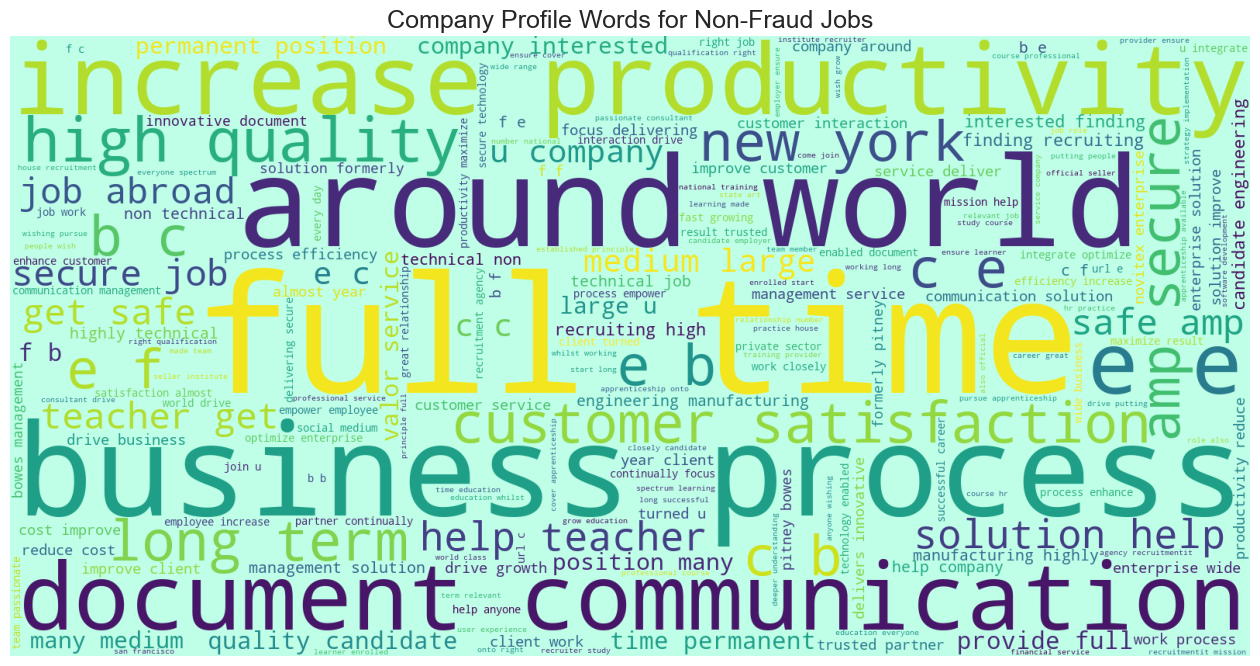 Company Profile Words for Non-Fraud Jobs
f c
permanent position
company interested
right job
institute recruiter
company around
b e
provider ensure
u integrate
ensure cover
qualification right
course professional
wide range
increase productivity
employer ensure
wish grow
strategy implementation
secure technology
innovative document
f e
passionate consultant
focus delivering
customer interaction
interested finding
job role
high quality
productivity maximize
number national
interaction drive
new york
finding recruiting
putting people
u company
come join
house recruitment
everyone spectrum
solution formerly
f f
improve customer
service deliver
official seller
job abroad
around world
national training
state art
learning made
mission help
service company
relevant job
study course
secure
candidate engineering
job work
non technical
every day
fast growing
wishing pursue
people wish
b c
result trusted
candidate employer
novitex enterprise
enterprise solution
solution improve
software development
apprenticeship available
process efficiency
established principle
team member
enabled document
ensure learner
integrate optimize
enhance customer
technical non
medium large
working long
c f
url e
secure job
e c
b f
technical job
enrolled start
c e
efficiency increase
communication management
almost year
valor service
great relationship
recruitment agency
process empower
management service
communication solution
hr practice
get safe
full time
large u
relationship number
practice house
safe amp
highly technical
c c
recruiting high
right qualification
delivering secure
client turned
private sector
formerly pitney
maximize result
f b
made team
whilst working
training provider
work closely
also official
career great
wide business
e f
seller institute
start long
e b
e e
amp
satisfaction almost
professional service
apprenticeship onto
pursue apprenticeship
consultant drive
world drive
engineering manufacturing
drive putting
bowes management
teacher get
empower employee
customer service
customer satisfaction
successful career
role also
productivity reduce
social medium
principle full
drive business
optimize enterprise
cover apprenticeship
closely candidate
business process
join u
year client
continually focus
course hr
b b
spectrum learning
process enhance
time education
education whilst
long successful
turned u
pitney bowes
anyone wishing
technology enabled
cost improve
employee increase
partner continually
grow education
long term
help teacher
url c
solution help
reduce cost
world class
position many
c b
manufacturing highly
agency recruitmentit
improve client
management solution
drive growth
professional course
deeper understanding
delivers innovative
help company
enterprise wide
team passionate
document communication
term relevant
help anyone
user experience
education everyone
many medium
quality candidate
client work
onto right
time permanent
trusted partner
provide full
work process
san francisco
learner enrolled
recruiter study
financial service
recruitmentit mission